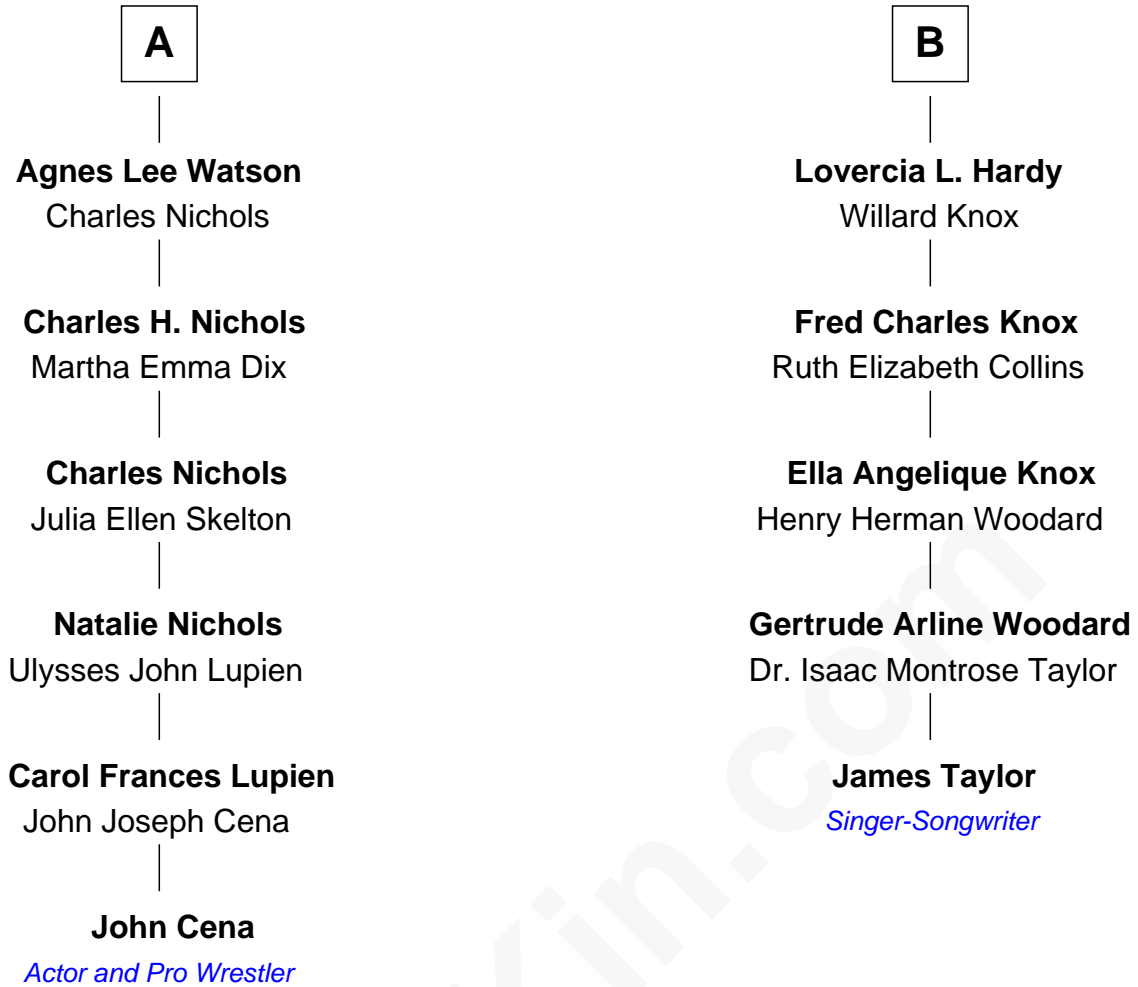 A
Agnes Lee Watson
Charles Nichols
Charles H. Nichols
Martha Emma Dix
Charles Nichols
Julia Ellen Skelton
Natalie Nichols
Ulysses John Lupien
Carol Frances Lupien
John Joseph Cena
John Cena
Actor and Pro Wrestler
B
Lovercia L. Hardy
Willard Knox
Fred Charles Knox
Ruth Elizabeth Collins
Ella Angelique Knox
Henry Herman Woodard
Gertrude Arline Woodard
Dr. Isaac Montrose Taylor
James Taylor
Singer-Songwriter